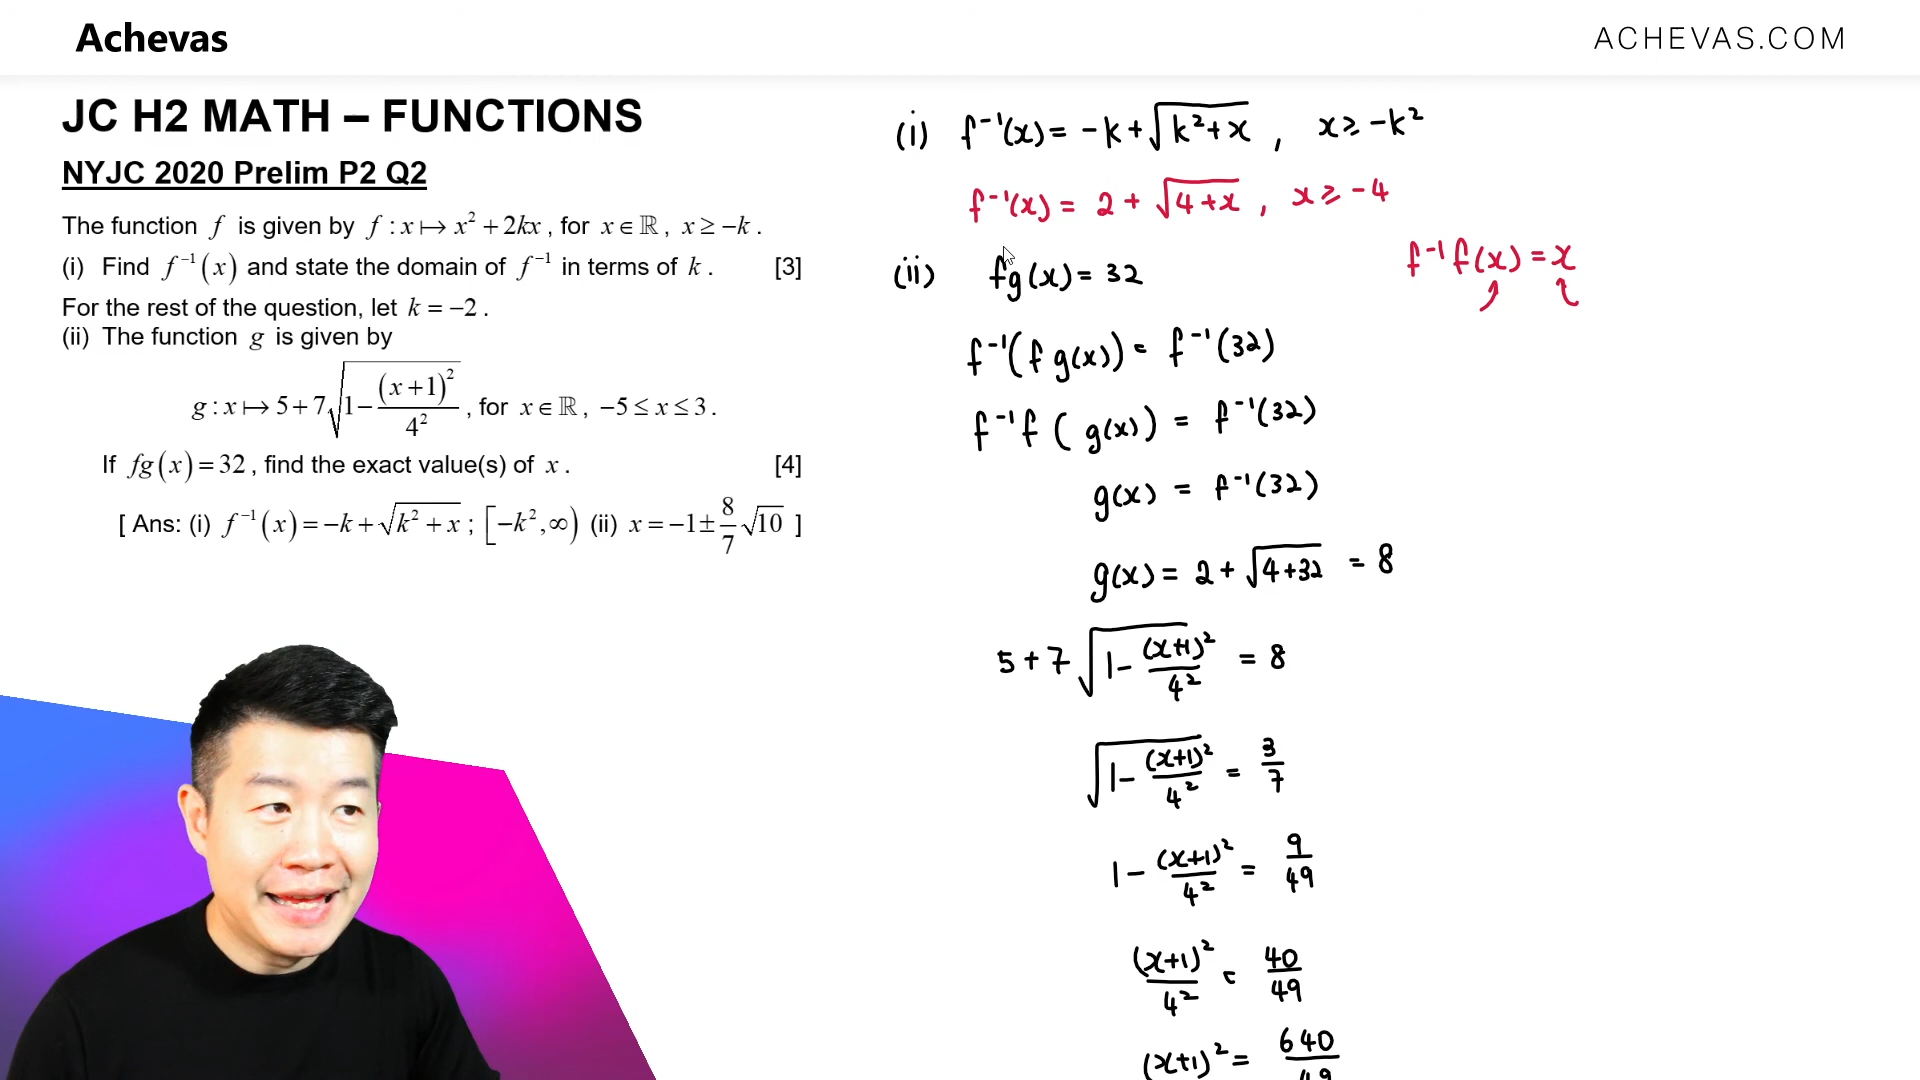 Achevas
ACHEVAS.COM
JC H2 MATH – FUNCTIONS
NYJC 2020 Prelim P2 Q2
The function f is given by f : x ↦ x² + 2kx , for x ∈ ℝ , x ≥ −k .
(i) Find f⁻¹(x) and state the domain of f⁻¹ in terms of k . [3]
For the rest of the question, let k = −2 .
(ii) The function g is given by
g : x ↦ 5 + 7√(1 − (x+1)²/4²) , for x ∈ ℝ , −5 ≤ x ≤ 3 .
If fg(x) = 32 , find the exact value(s) of x . [4]
[ Ans: (i) f⁻¹(x) = −k + √(k² + x) ; [−k², ∞) (ii) x = −1 ± 8/7 √10 ]
(i) f⁻¹(x) = −k + √(k² + x) , x ≥ −k²
f⁻¹(x) = 2 + √(4 + x) , x ≥ −4
f⁻¹f(x) = x
(ii) fg(x) = 32
f⁻¹(f g(x)) = f⁻¹(32)
f⁻¹f ( g(x) ) = f⁻¹(32)
g(x) = f⁻¹(32)
g(x) = 2 + √(4+32) = 8
5 + 7√(1 − (x+1)²/4²) = 8
√(1 − (x+1)²/4²) = 3/7
1 − (x+1)²/4² = 9/49
(x+1)²/4² = 40/49
(x+1)² = 640/49